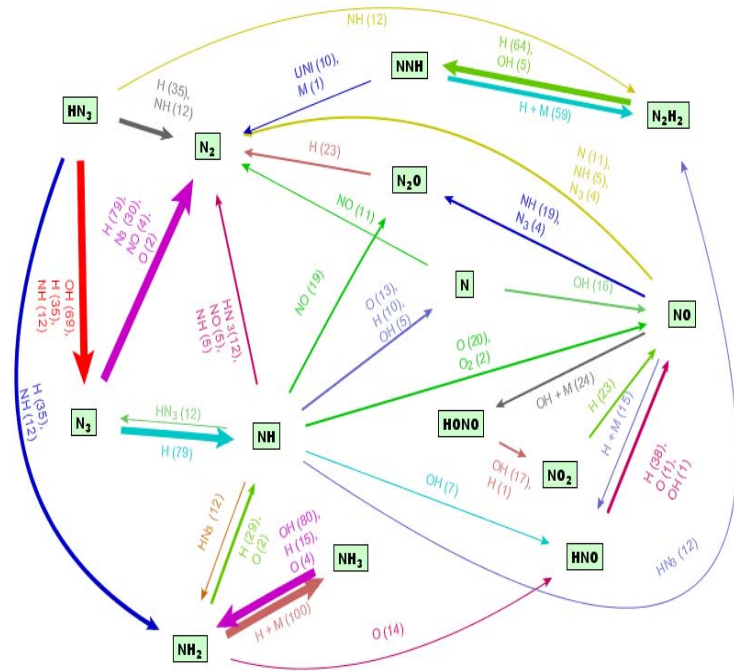 NH (12)
H (64),
OH (5)
UNI (10),
M (1)
NNH
H + M (59)
N₂H₂
HN₃
H (35),
NH (12)
N₂
H (23)
N₂O
N (11),
NH (5),
N₃ (4)
NO (11)
NH (19),
N₃ (4)
H (79),
N₃ (30),
NO (4),
O (2)
N
OH (16)
NO
OH (69),
H (35),
NH (12)
HN ₃(12),
NO (5),
NH (5)
NO (19)
O (13),
H (10),
OH (5)
O (20),
O₂ (2)
OH + M (24)
H (23)
H + M (15)
H (35),
NH (12)
N₃
HN₃ (12)
H (79)
NH
HONO
OH (17),
H (1)
NO₂
H (38),
O (1),
OH (1)
OH (7)
HN₃ (12)
H (29),
O (2)
OH (80),
H (15),
O (4)
NH₃
HNO
HN₃ (12)
H + M (100)
NH₂
O (14)